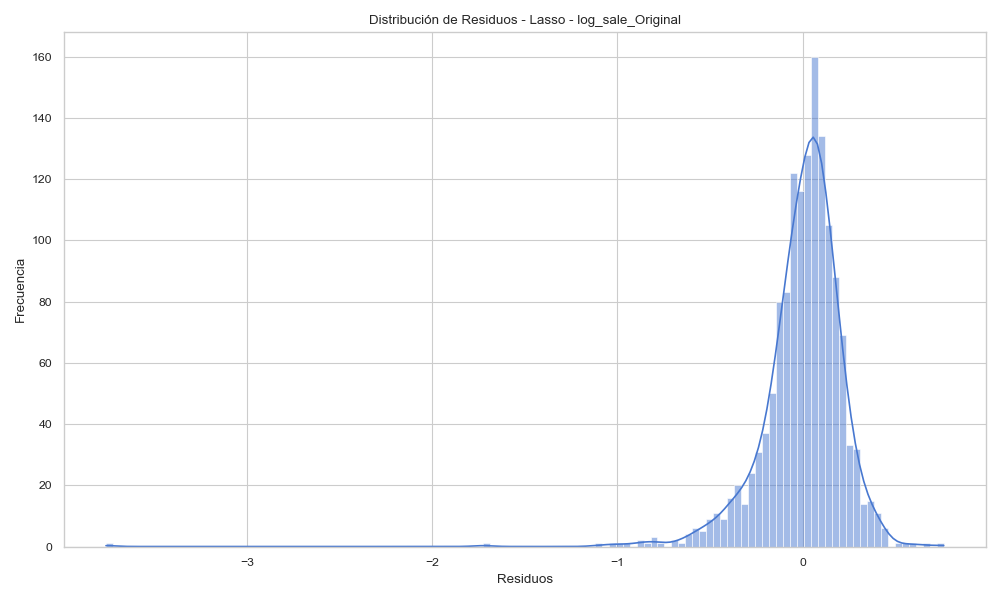 Distribución de Residuos - Lasso - log_sale_Original
160
140
120
100
80
60
40
20
0
Frecuencia
−3 −2 −1 0
Residuos